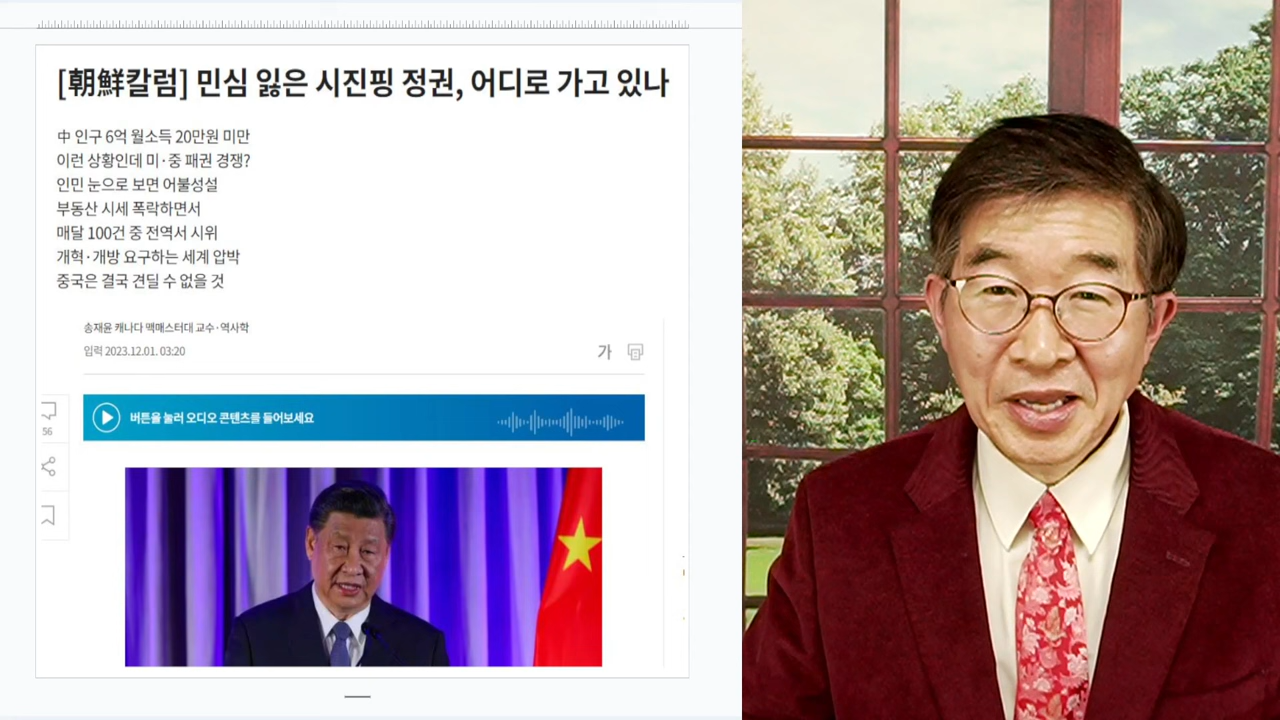 [朝鮮칼럼] 민심 잃은 시진핑 정권, 어디로 가고 있나
中 인구 6억 월소득 20만원 미만
이런 상황인데 미·중 패권 경쟁?
인민 눈으로 보면 어불성설
부동산 시세 폭락하면서
매달 100건 중 전역서 시위
개혁·개방 요구하는 세계 압박
중국은 결국 견딜 수 없을 것
송재윤 캐나다 맥매스터대 교수·역사학
입력 2023.12.01. 03:20
가
56
버튼을 눌러 오디오 콘텐츠를 들어보세요